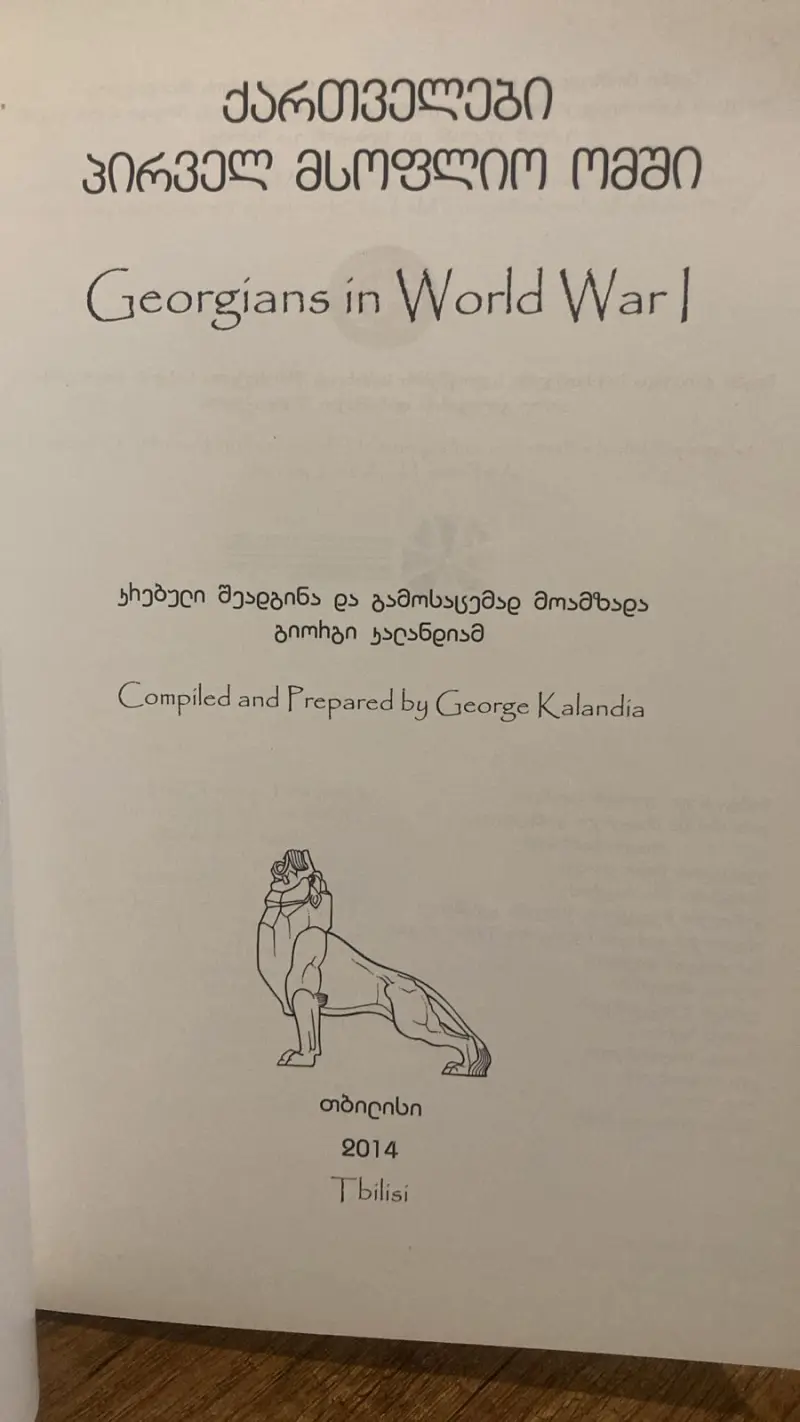 ქართველები
პირველ მსოფლიო ომში
Georgians in World War I
კრებული შეადგინა და გამოსაცემად მოამზადა
გიორგი კალანდიამ
Compiled and Prepared by George Kalandia
თბილისი
2014
Tbilisi